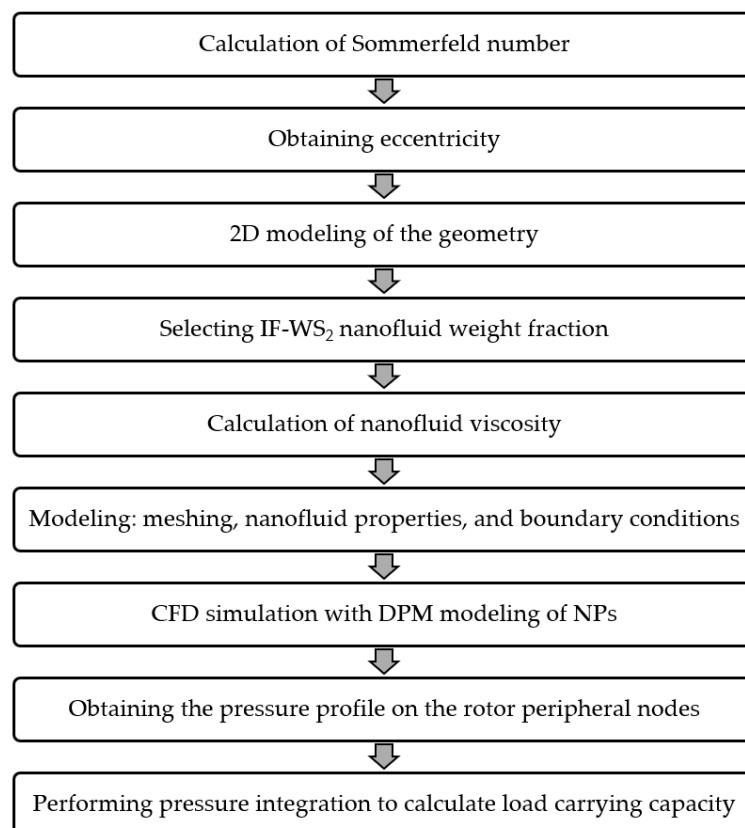 Calculation of Sommerfeld number
Obtaining eccentricity
2D modeling of the geometry
Selecting IF-WS₂ nanofluid weight fraction
Calculation of nanofluid viscosity
Modeling: meshing, nanofluid properties, and boundary conditions
CFD simulation with DPM modeling of NPs
Obtaining the pressure profile on the rotor peripheral nodes
Performing pressure integration to calculate load carrying capacity